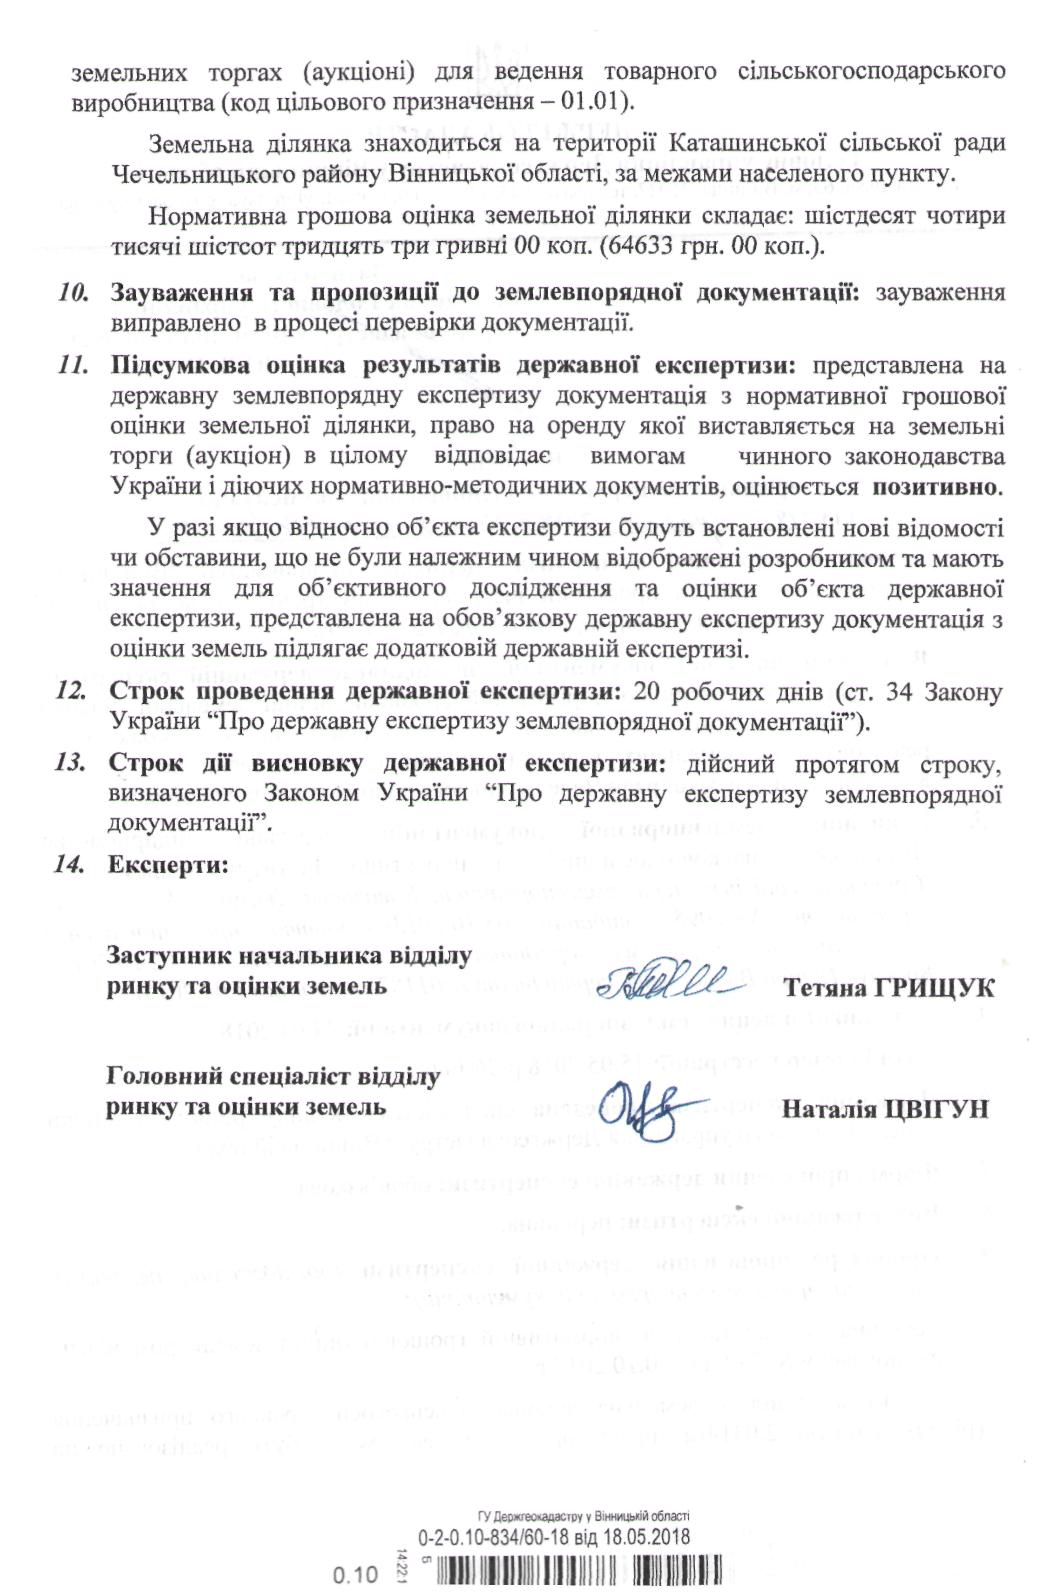 земельних торгах (аукціоні) для ведення товарного сільськогосподарського
виробництва (код цільового призначення – 01.01).
Земельна ділянка знаходиться на території Каташинської сільської ради
Чечельницького району Вінницької області, за межами населеного пункту.
Нормативна грошова оцінка земельної ділянки складає: шістдесят чотири
тисячі шістсот тридцять три гривні 00 коп. (64633 грн. 00 коп.).
10. Зауваження та пропозиції до землевпорядної документації: зауваження
виправлено в процесі перевірки документації.
11. Підсумкова оцінка результатів державної експертизи: представлена на
державну землевпорядну експертизу документація з нормативної грошової
оцінки земельної ділянки, право на оренду якої виставляється на земельні
торги (аукціон) в цілому відповідає вимогам чинного законодавства
України і діючих нормативно-методичних документів, оцінюється позитивно.
У разі якщо відносно об’єкта експертизи будуть встановлені нові відомості
чи обставини, що не були належним чином відображені розробником та мають
значення для об’єктивного дослідження та оцінки об’єкта державної
експертизи, представлена на обов’язкову державну експертизу документація з
оцінки земель підлягає додатковій державній експертизі.
12. Строк проведення державної експертизи: 20 робочих днів (ст. 34 Закону
України “Про державну експертизу землевпорядної документації”).
13. Строк дії висновку державної експертизи: дійсний протягом строку,
визначеного Законом України “Про державну експертизу землевпорядної
документації”.
14. Експерти:
Заступник начальника відділу
ринку та оцінки земель Тетяна ГРИЩУК
Головний спеціаліст відділу
ринку та оцінки земель Наталія ЦВІГУН
ГУ Держгеокадастру у Вінницькій області
0-2-0.10-834/60-18 від 18.05.2018
0.10
14:22:1